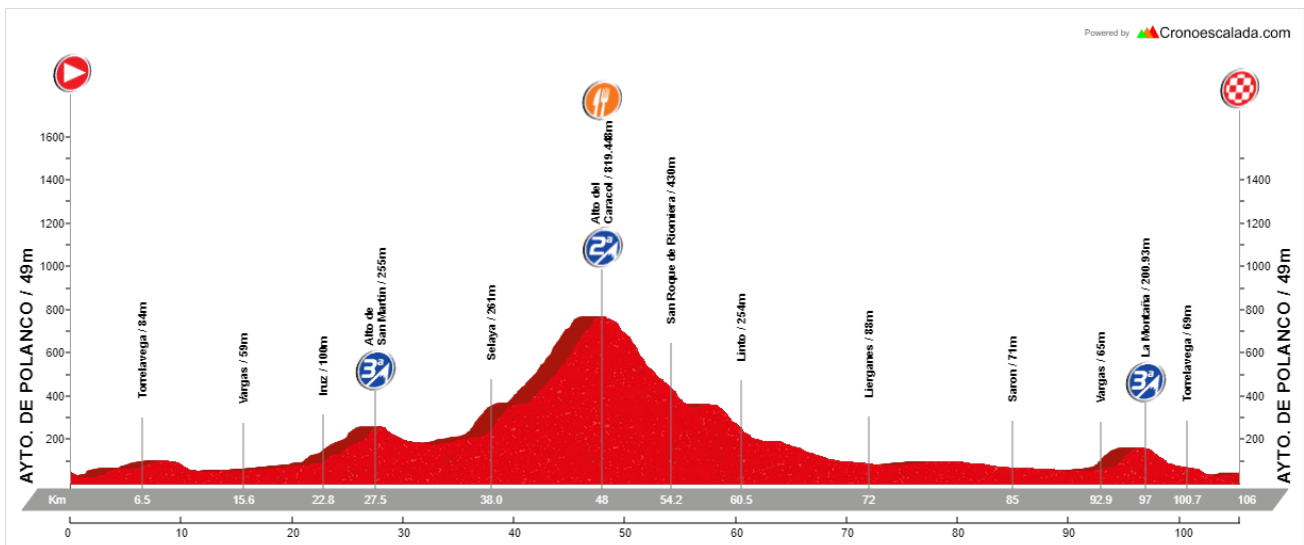 Powered by Cronoescalada.com
1600
1400
1200
1000
800
600
400
200
1400
1200
1000
800
600
400
200
AYTO. DE POLANCO / 49m
Torrelavega / 84m
Vargas / 59m
Iruz / 100m
Alto de
San Martín / 255m
3ª
Selaya / 261m
Alto del
Caracol / 819.448m
2ª
San Roque de Riomiera / 430m
Linto / 254m
Lierganes / 88m
Saron / 71m
Vargas / 65m
La Montaña / 200.93m
3ª
Torrelavega / 69m
AYTO. DE POLANCO / 49m
Km 6.5 15.6 22.8 27.5 38.0 48 54.2 60.5 72 85 92.9 97 100.7 106
0 10 20 30 40 50 60 70 80 90 100